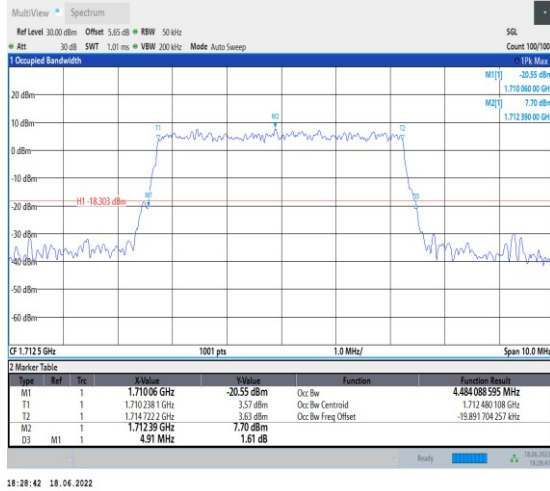 MultiView Spectrum
Ref Level 30.00 dBm Offset 5.65 dB RBW 50 kHz SGL
Att 30 dB SWT 1.01 ms VBW 200 kHz Mode Auto Sweep Count 100/100
1 Occupied Bandwidth 1Pk Max
M1[1] -20.55 dBm
1.710 060 00 GHz
M2[1] 7.70 dBm
1.712 390 00 GHz
20 dBm
10 dBm
M2
T1
T2
0 dBm
-10 dBm
M1
H1 -18.303 dBm
-20 dBm
-30 dBm
-40 dBm
-50 dBm
-60 dBm
CF 1.712 5 GHz 1001 pts 1.0 MHz/ Span 10.0 MHz
2 Marker Table
Type Ref Trc X-Value Y-Value Function Function Result
M1 1 1.710 06 GHz -20.55 dBm Occ Bw 4.484 088 595 MHz
T1 1 1.710 238 1 GHz 3.57 dBm Occ Bw Centroid 1.712 480 108 GHz
T2 1 1.714 722 2 GHz 3.63 dBm Occ Bw Freq Offset -19.891 704 257 kHz
M2 1 1.712 39 GHz 7.70 dBm
D3 M1 1 4.91 MHz 1.61 dB
Ready 18.06.2022
18:28:41
18:28:42 18.06.2022